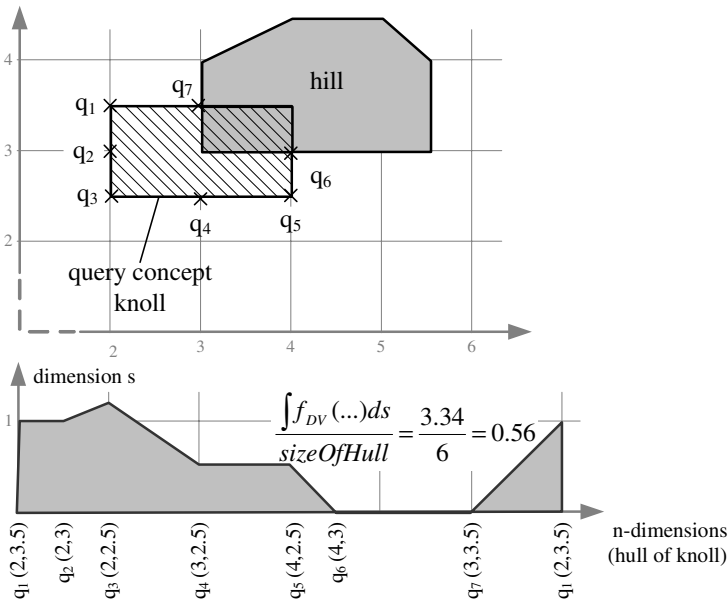 4
hill
q7
q1
3
q2
q6
q3
q4
q5
2
query concept
knoll
2
3
4
5
6
dimension s
1
∫ f_DV (...)ds / sizeOfHull = 3.34 / 6 = 0.56
q1 (2,3.5)
q2 (2,3)
q3 (2,2.5)
q4 (3,2.5)
q5 (4,2.5)
q6 (4,3)
q7 (3,3.5)
q1 (2,3.5)
n-dimensions
(hull of knoll)